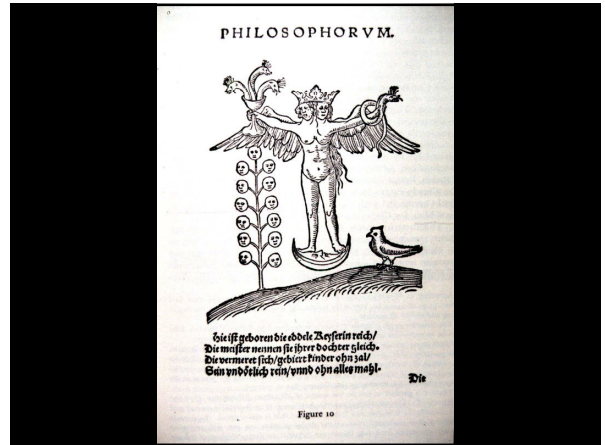 PHILOSOPHORVM.
Hie ist geboren die eddele Keyserin reich/
Die meister nennen sie ihrer dochter gleich.
Die vermeret sich/gebiert kinder ohn zal/
Sein vndötlich rein/vnnd ohn alles mahl-
Die
Figure 10